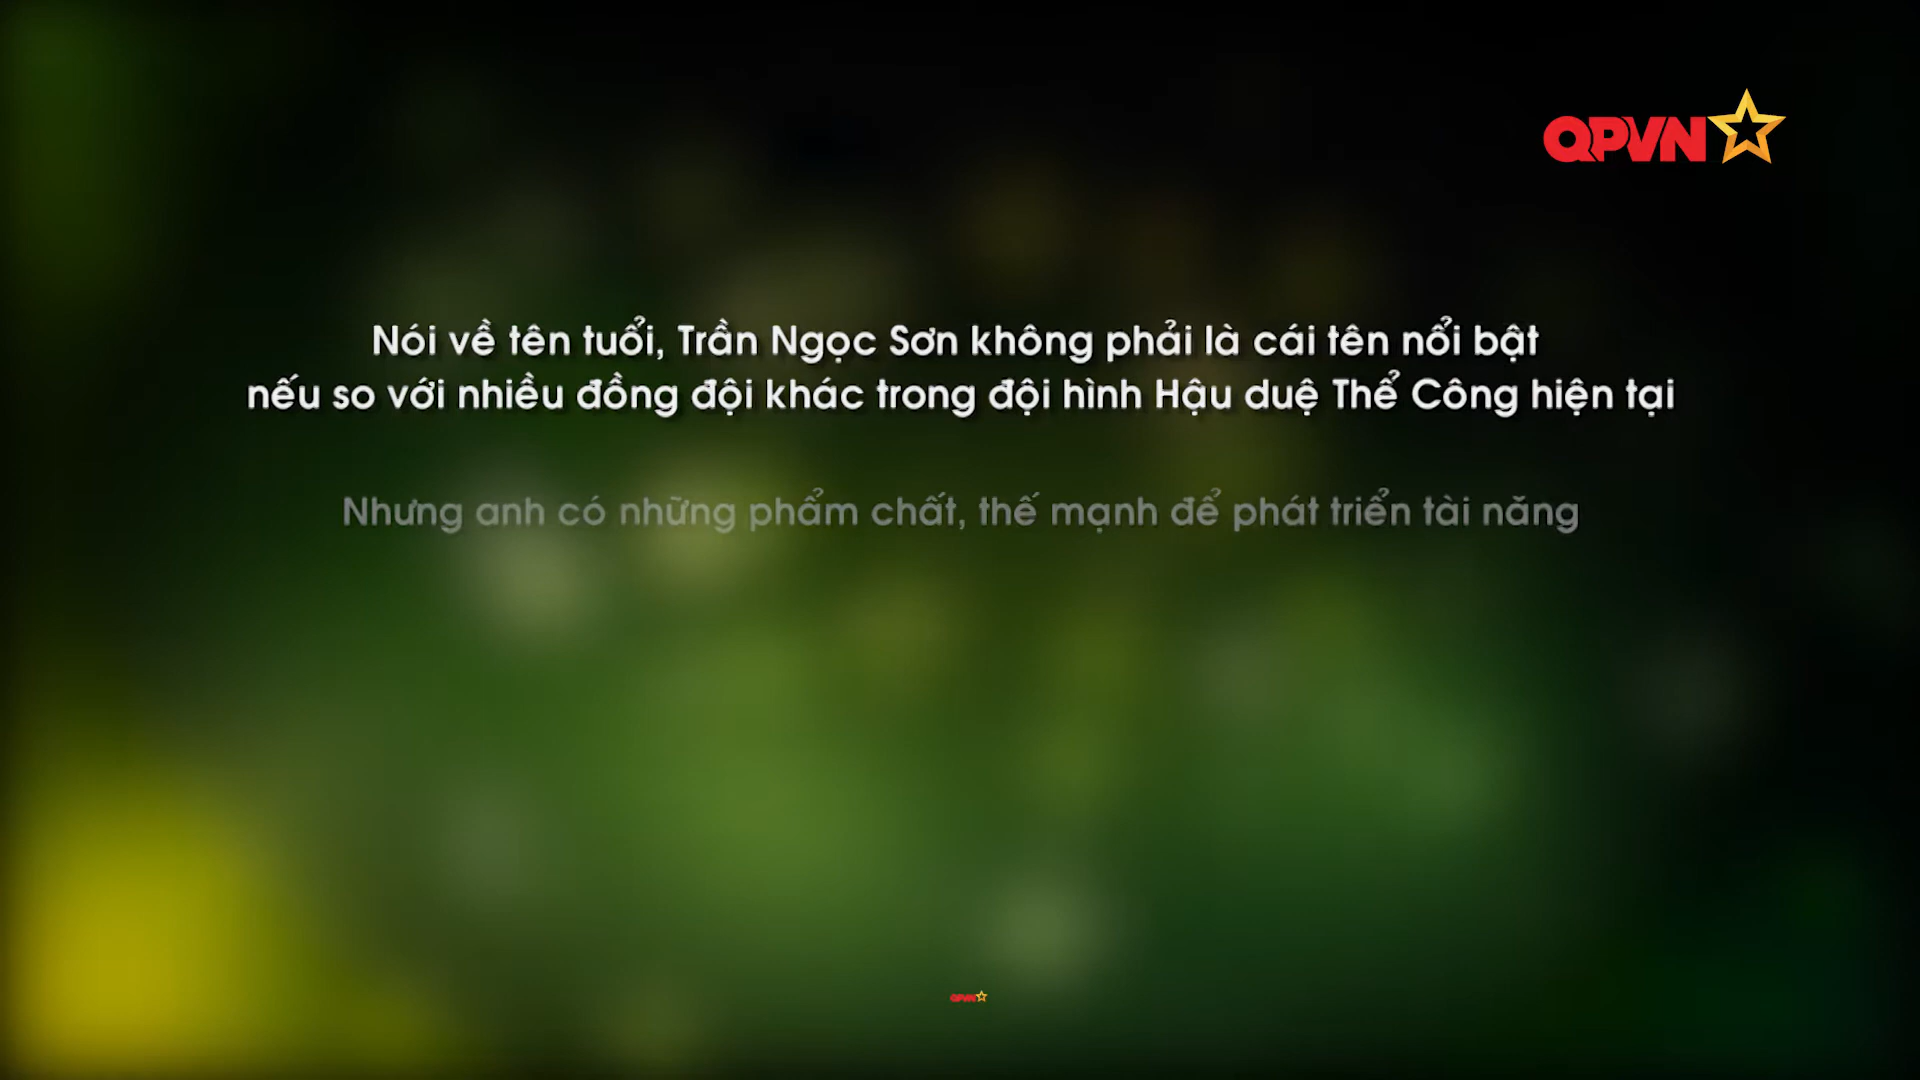 QPVN
Nói về tên tuổi, Trần Ngọc Sơn không phải là cái tên nổi bật
nếu so với nhiều đồng đội khác trong đội hình Hậu duệ Thể Công hiện tại
Nhưng anh có những phẩm chất, thế mạnh để phát triển tài năng
QPVN